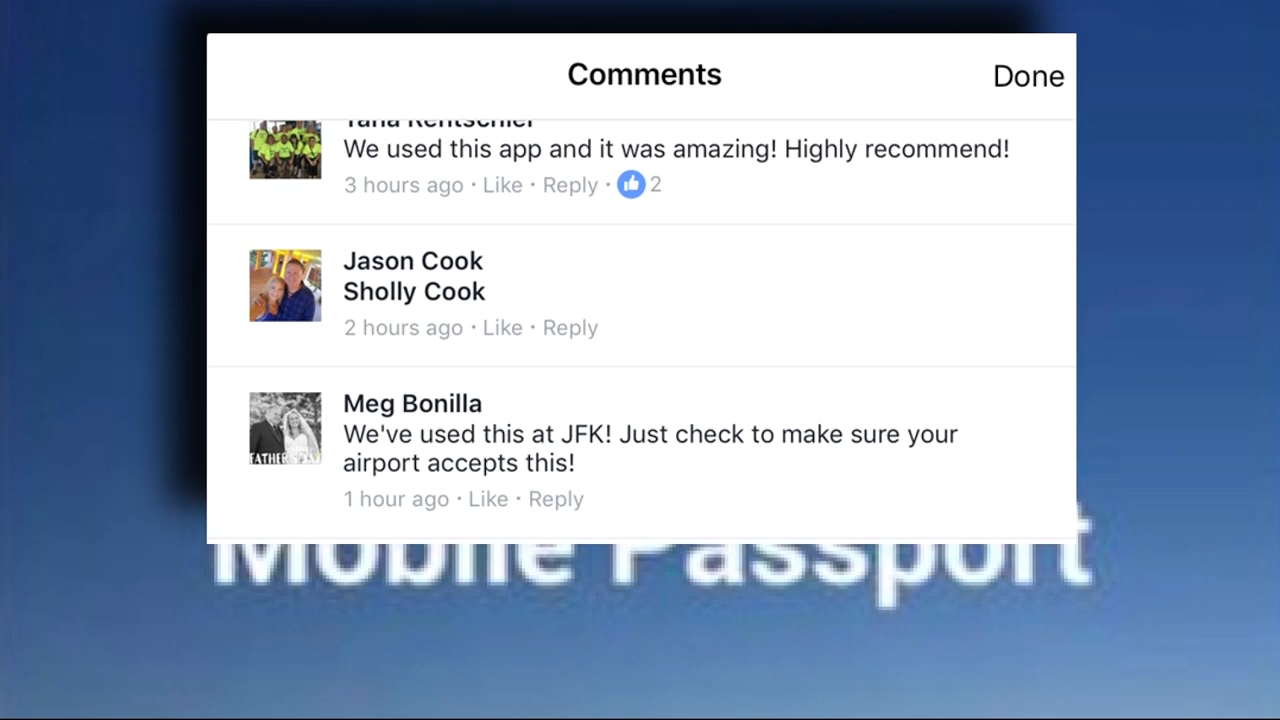 Comments
Done
We used this app and it was amazing! Highly recommend!
3 hours ago · Like · Reply · 2
Jason Cook
Sholly Cook
2 hours ago · Like · Reply
Meg Bonilla
We've used this at JFK! Just check to make sure your
airport accepts this!
1 hour ago · Like · Reply
Mobile Passport